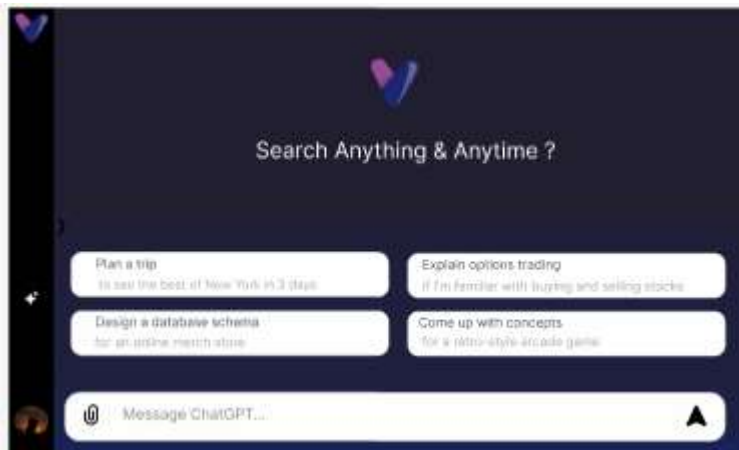 Search Anything & Anytime ?
Plan a trip
to see the best of New York in 3 days
Explain options trading
if I'm familiar with buying and selling stocks
Design a database schema
for an online merch store
Come up with concepts
for a retro-style arcade game
Message ChatGPT...